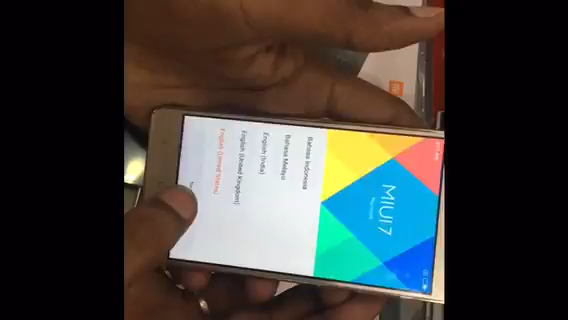 MIUI 7
Bahasa Indonesia
Bahasa Melayu
English (India)
English (United Kingdom)
English (United States)